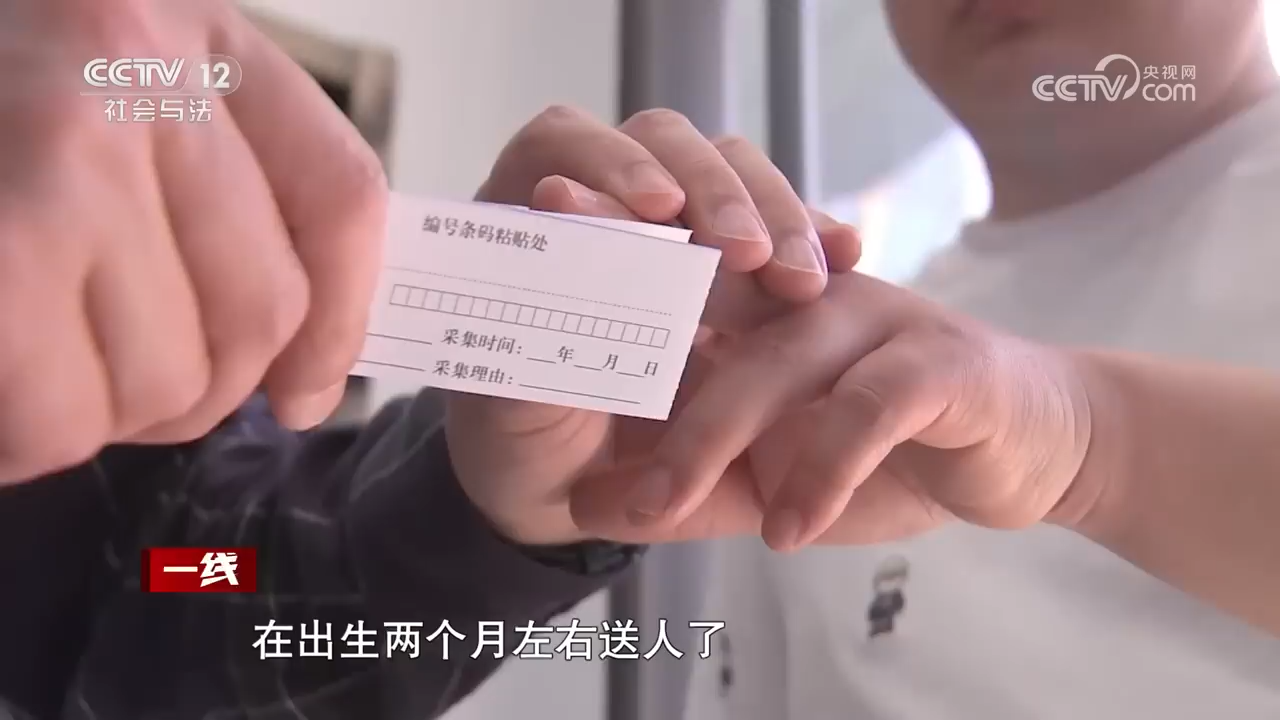 CCTV 12
社会与法
央视网
CCTV.com
编号条码粘贴处
采集时间：___年___月___日
采集理由：
一线
在出生两个月左右送人了